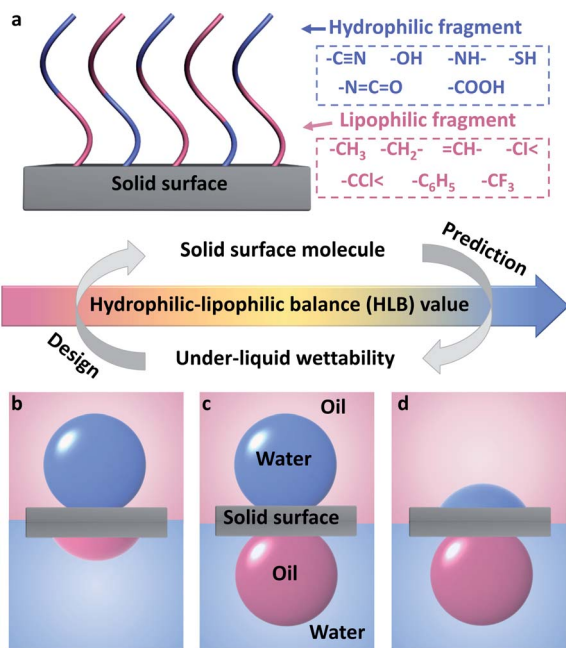 a
Hydrophilic fragment
-C≡N -OH -NH- -SH
-N=C=O -COOH
Lipophilic fragment
-CH₃ -CH₂- =CH- -Cl<
-CCl< -C₆H₅ -CF₃
Solid surface
Solid surface molecule
Prediction
Hydrophilic-lipophilic balance (HLB) value
Design
Under-liquid wettability
b
c
Oil
d
Water
Solid surface
Oil
Water